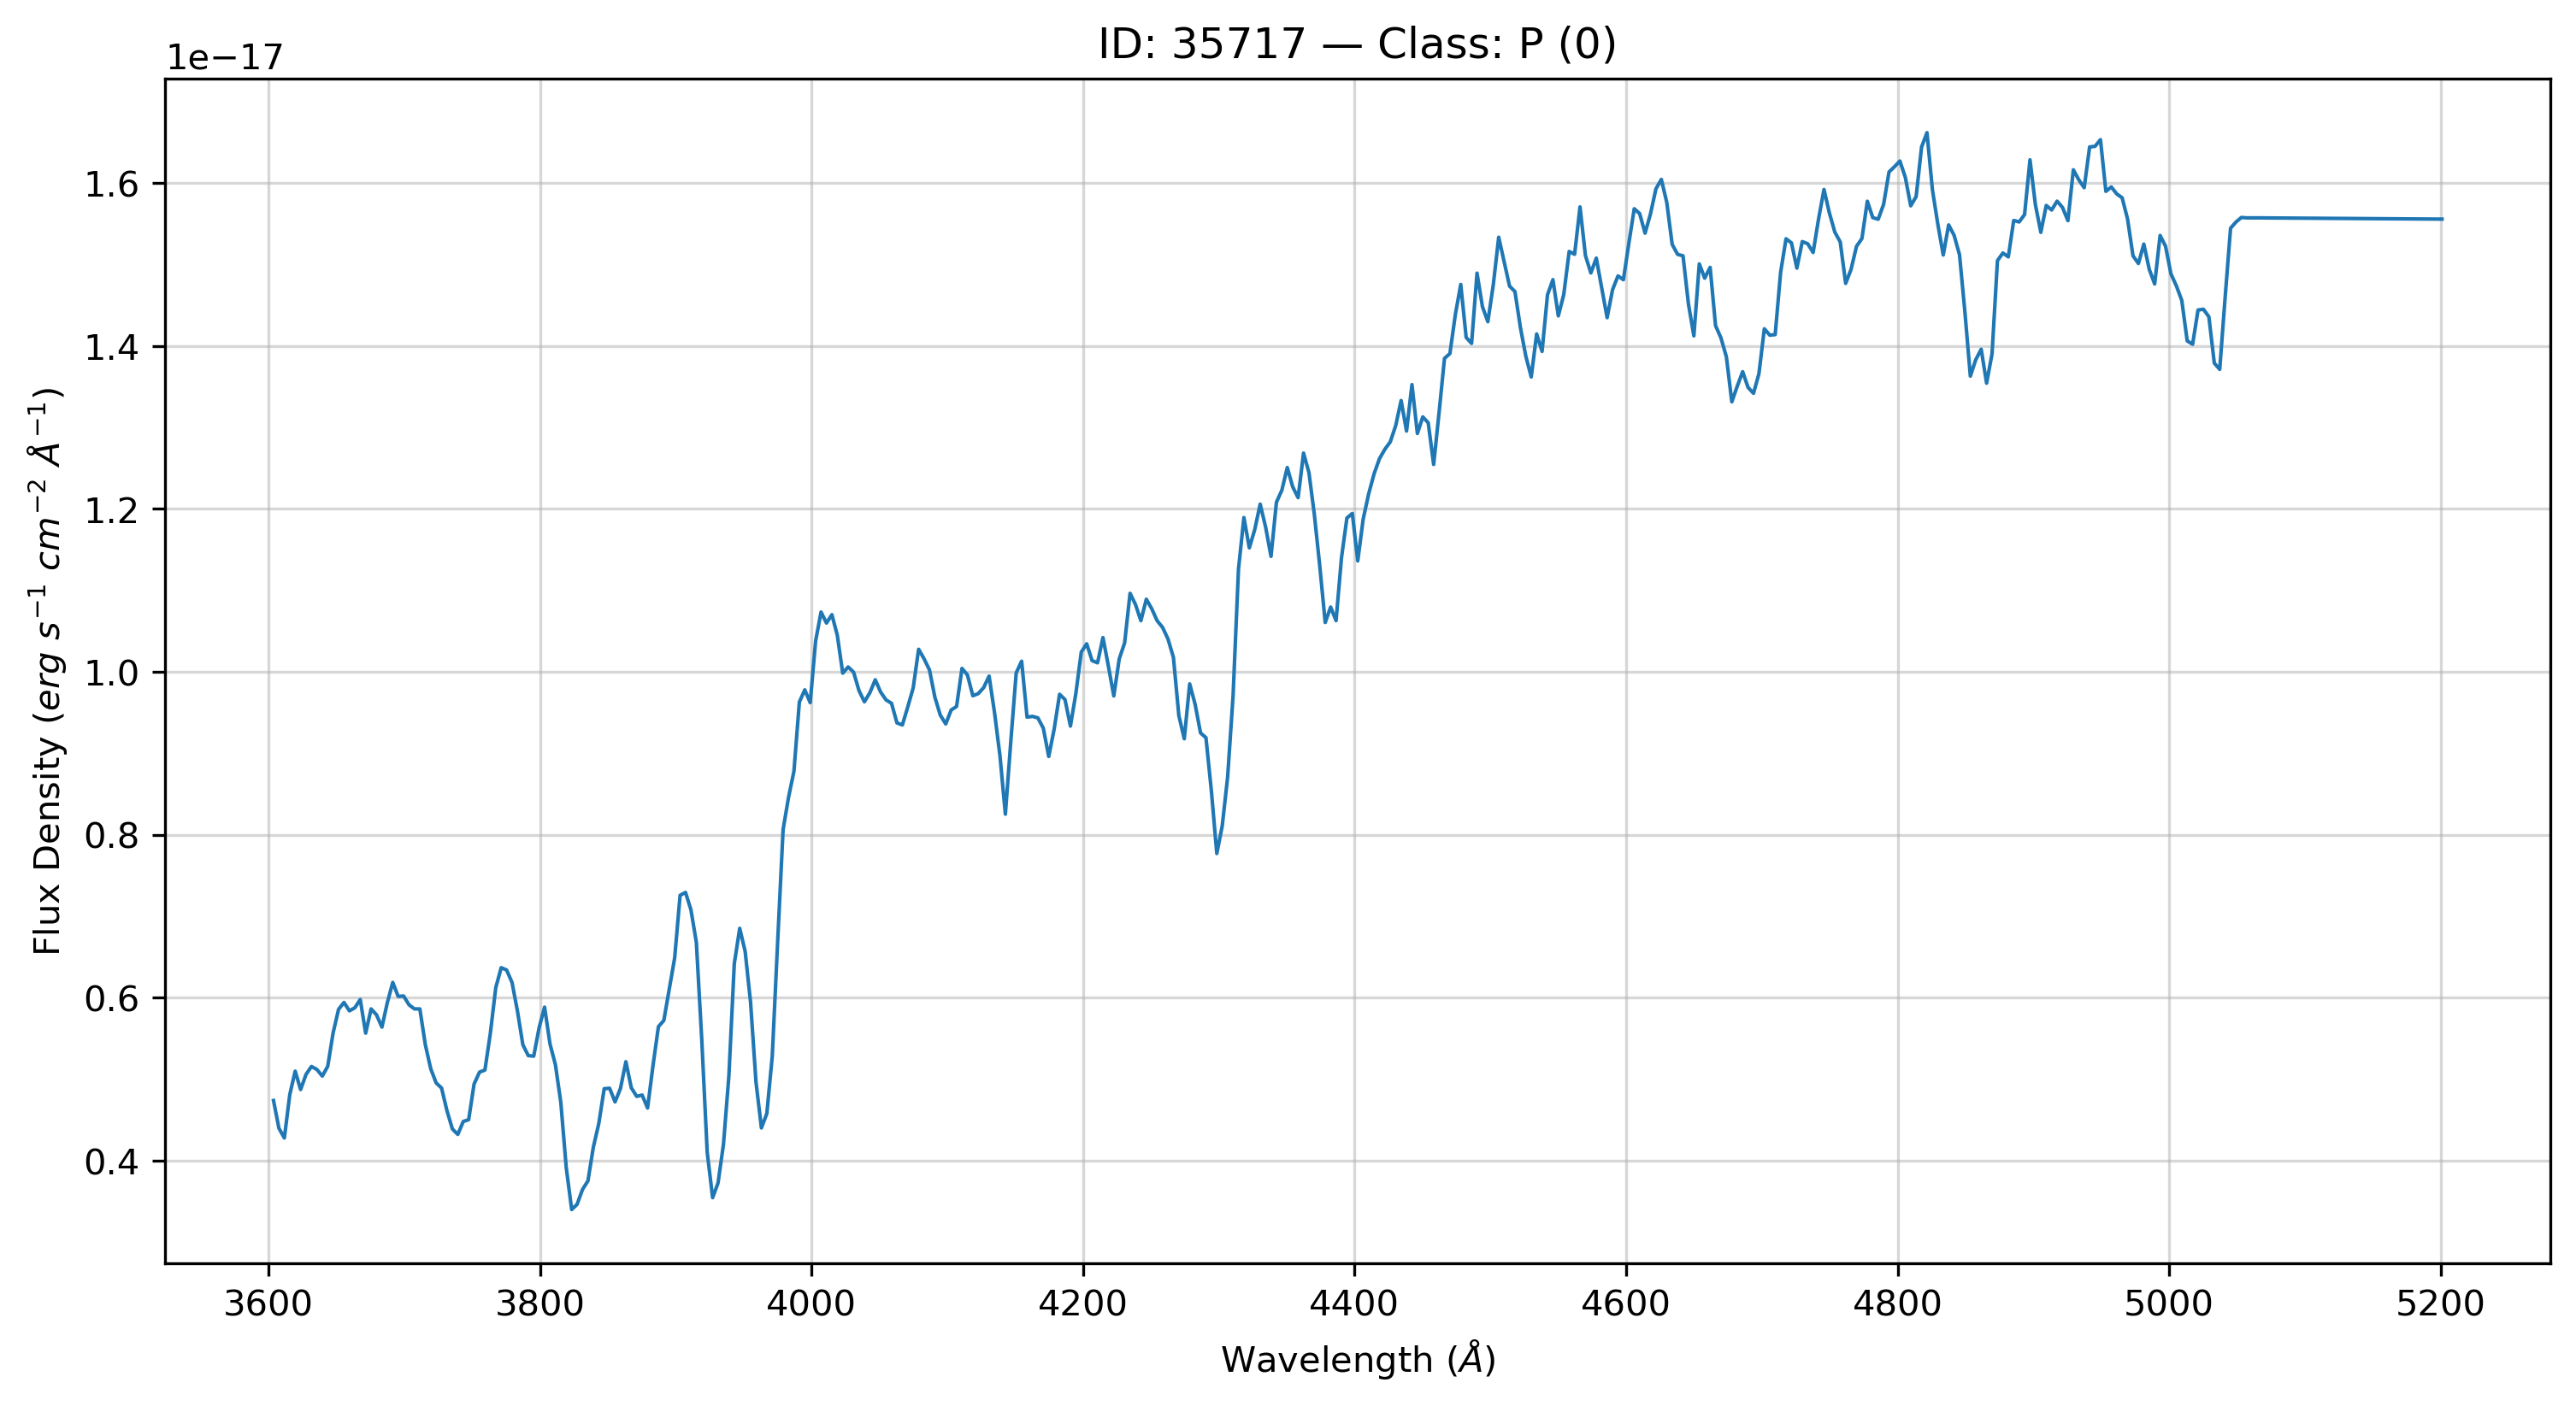 ID: 35717 — Class: P (0)
1e−17
Flux Density (erg s⁻¹ cm⁻² Å⁻¹)
1.6
1.4
1.2
1.0
0.8
0.6
0.4
3600 3800 4000 4200 4400 4600 4800 5000 5200
Wavelength (Å)